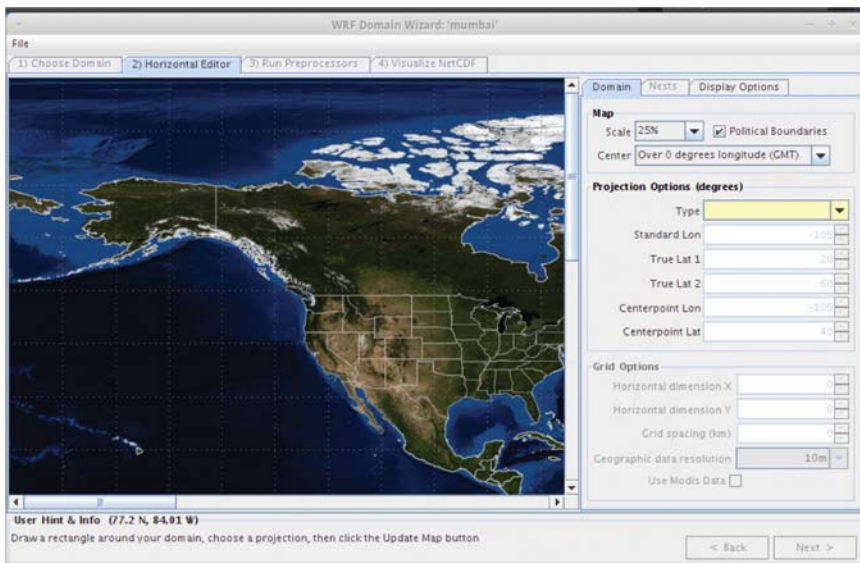 WRF Domain Wizard: 'mumbai'
File
1) Choose Domain 2) Horizontal Editor 3) Run Preprocessors 4) Visualize NetCDF
Domain Nests Display Options
Map
Scale 25% Political Boundaries
Center Over 0 degrees longitude (GMT)
Projection Options (degrees)
Type
Standard Lon -105
True Lat 1 20
True Lat 2 60
Centerpoint Lon -105
Centerpoint Lat 40
Grid Options
Horizontal dimension X 0
Horizontal dimension Y 0
Grid spacing (km) 0
Geographic data resolution 10m
Use Modis Data
User Hint & Info (77.2 N, 84.01 W)
Draw a rectangle around your domain, choose a projection, then click the Update Map button
< Back Next >